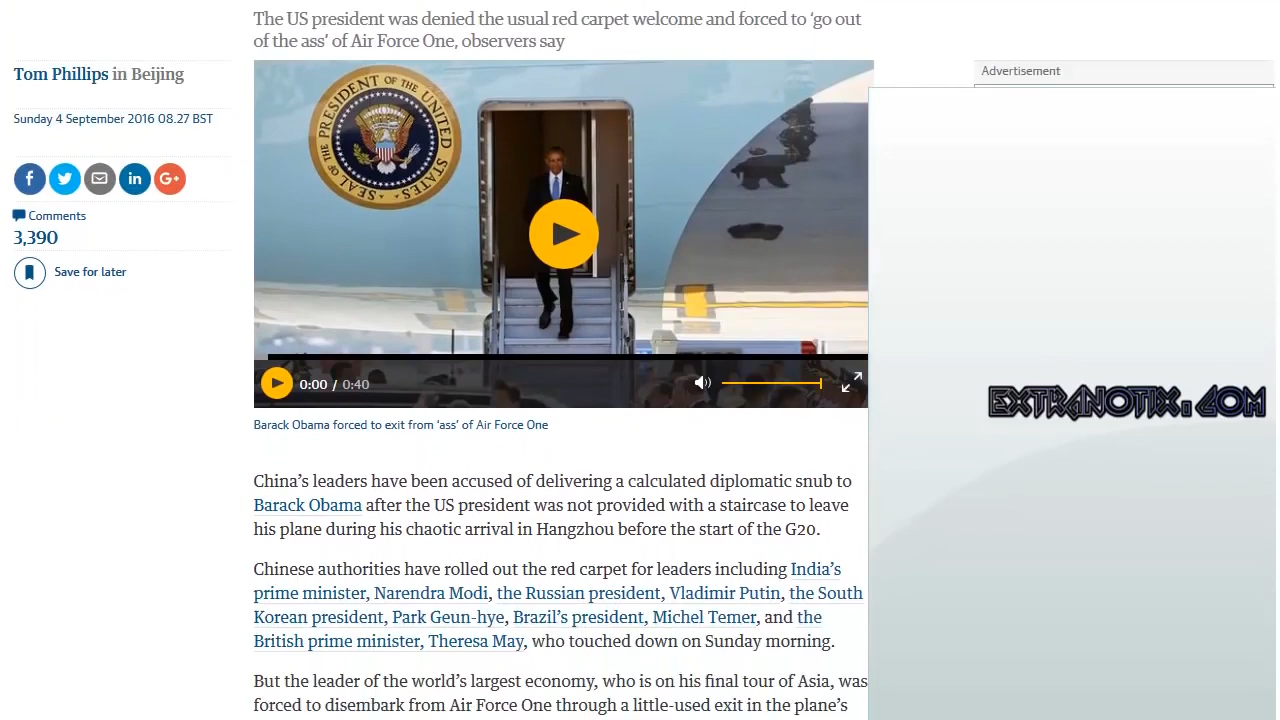 The US president was denied the usual red carpet welcome and forced to ‘go out
of the ass’ of Air Force One, observers say
Tom Phillips in Beijing
Sunday 4 September 2016 08.27 BST
Comments
3,390
Save for later
SEAL OF THE PRESIDENT OF THE UNITED STATES
0:00 / 0:40
Barack Obama forced to exit from ‘ass’ of Air Force One
China’s leaders have been accused of delivering a calculated diplomatic snub to
Barack Obama after the US president was not provided with a staircase to leave
his plane during his chaotic arrival in Hangzhou before the start of the G20.
Chinese authorities have rolled out the red carpet for leaders including India’s
prime minister, Narendra Modi, the Russian president, Vladimir Putin, the South
Korean president, Park Geun-hye, Brazil’s president, Michel Temer, and the
British prime minister, Theresa May, who touched down on Sunday morning.
But the leader of the world’s largest economy, who is on his final tour of Asia, was
forced to disembark from Air Force One through a little-used exit in the plane’s
Advertisement
EXTRANOTIX.COM